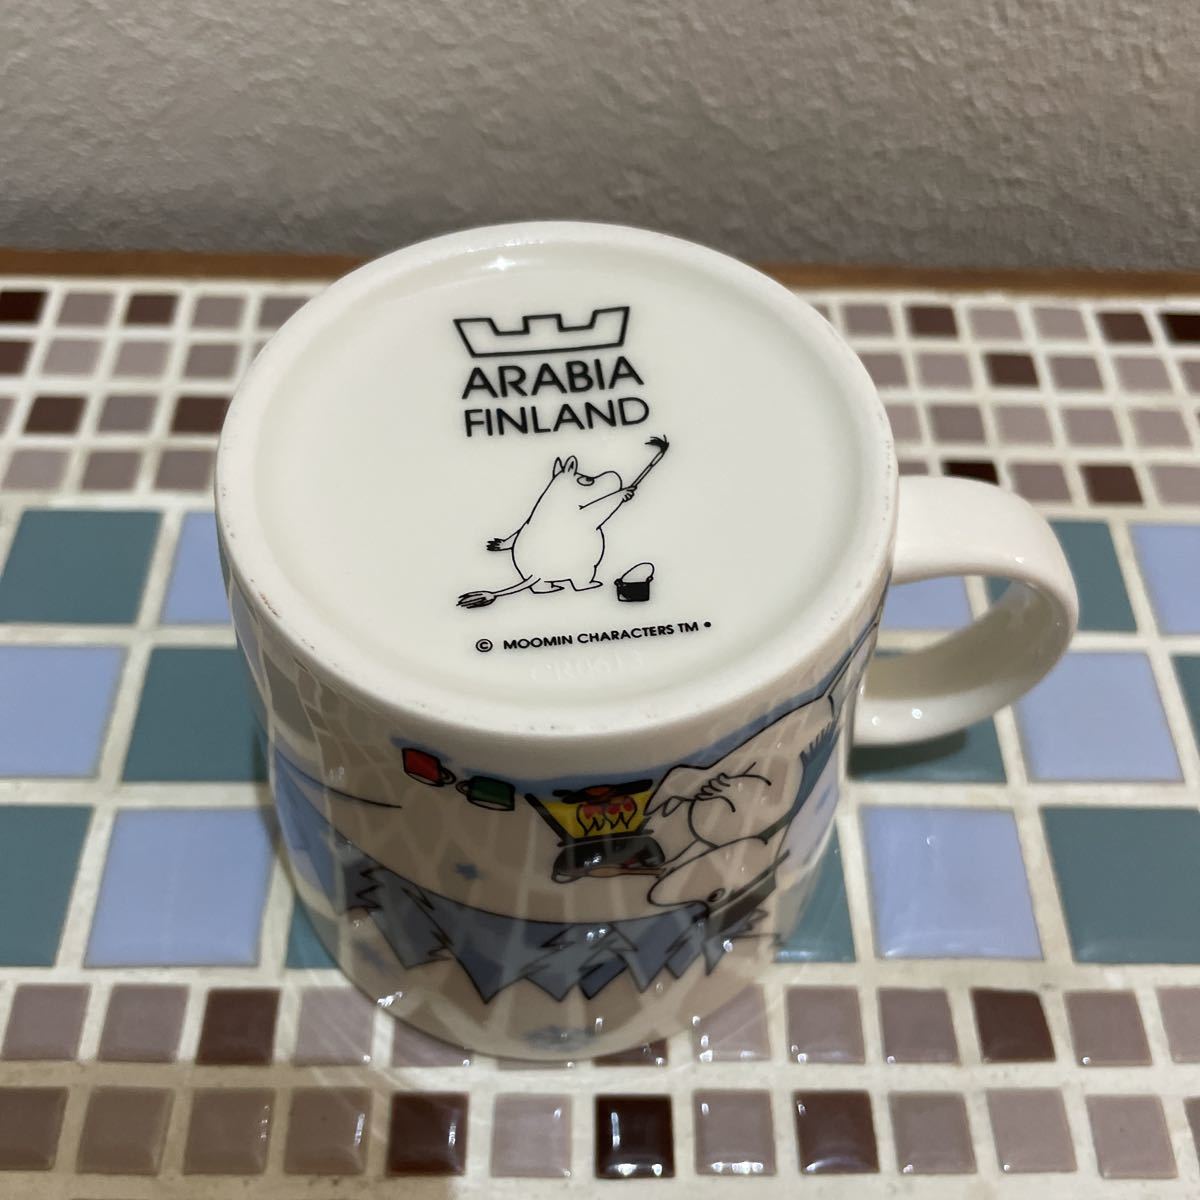 ARABIA
FINLAND
© MOOMIN CHARACTERS TM •